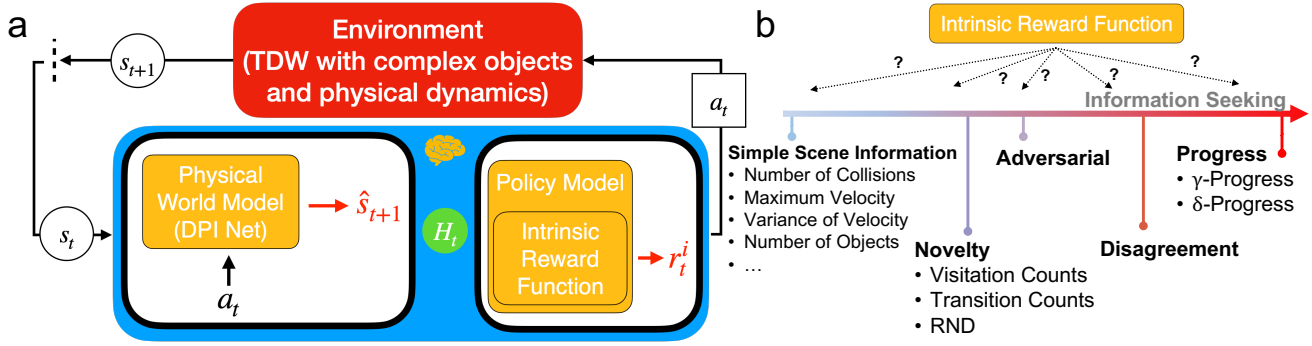 a
Environment
(TDW with complex objects
and physical dynamics)
s_{t+1}
a_t
s_t
Physical
World Model
(DPI Net)
ŝ_{t+1}
a_t
H_t
Policy Model
Intrinsic
Reward
Function
r_t^i
b
Intrinsic Reward Function
?
?
?
?
?
Information Seeking
Simple Scene Information
• Number of Collisions
• Maximum Velocity
• Variance of Velocity
• Number of Objects
• …
Novelty
• Visitation Counts
• Transition Counts
• RND
Adversarial
Disagreement
Progress
• γ-Progress
• δ-Progress